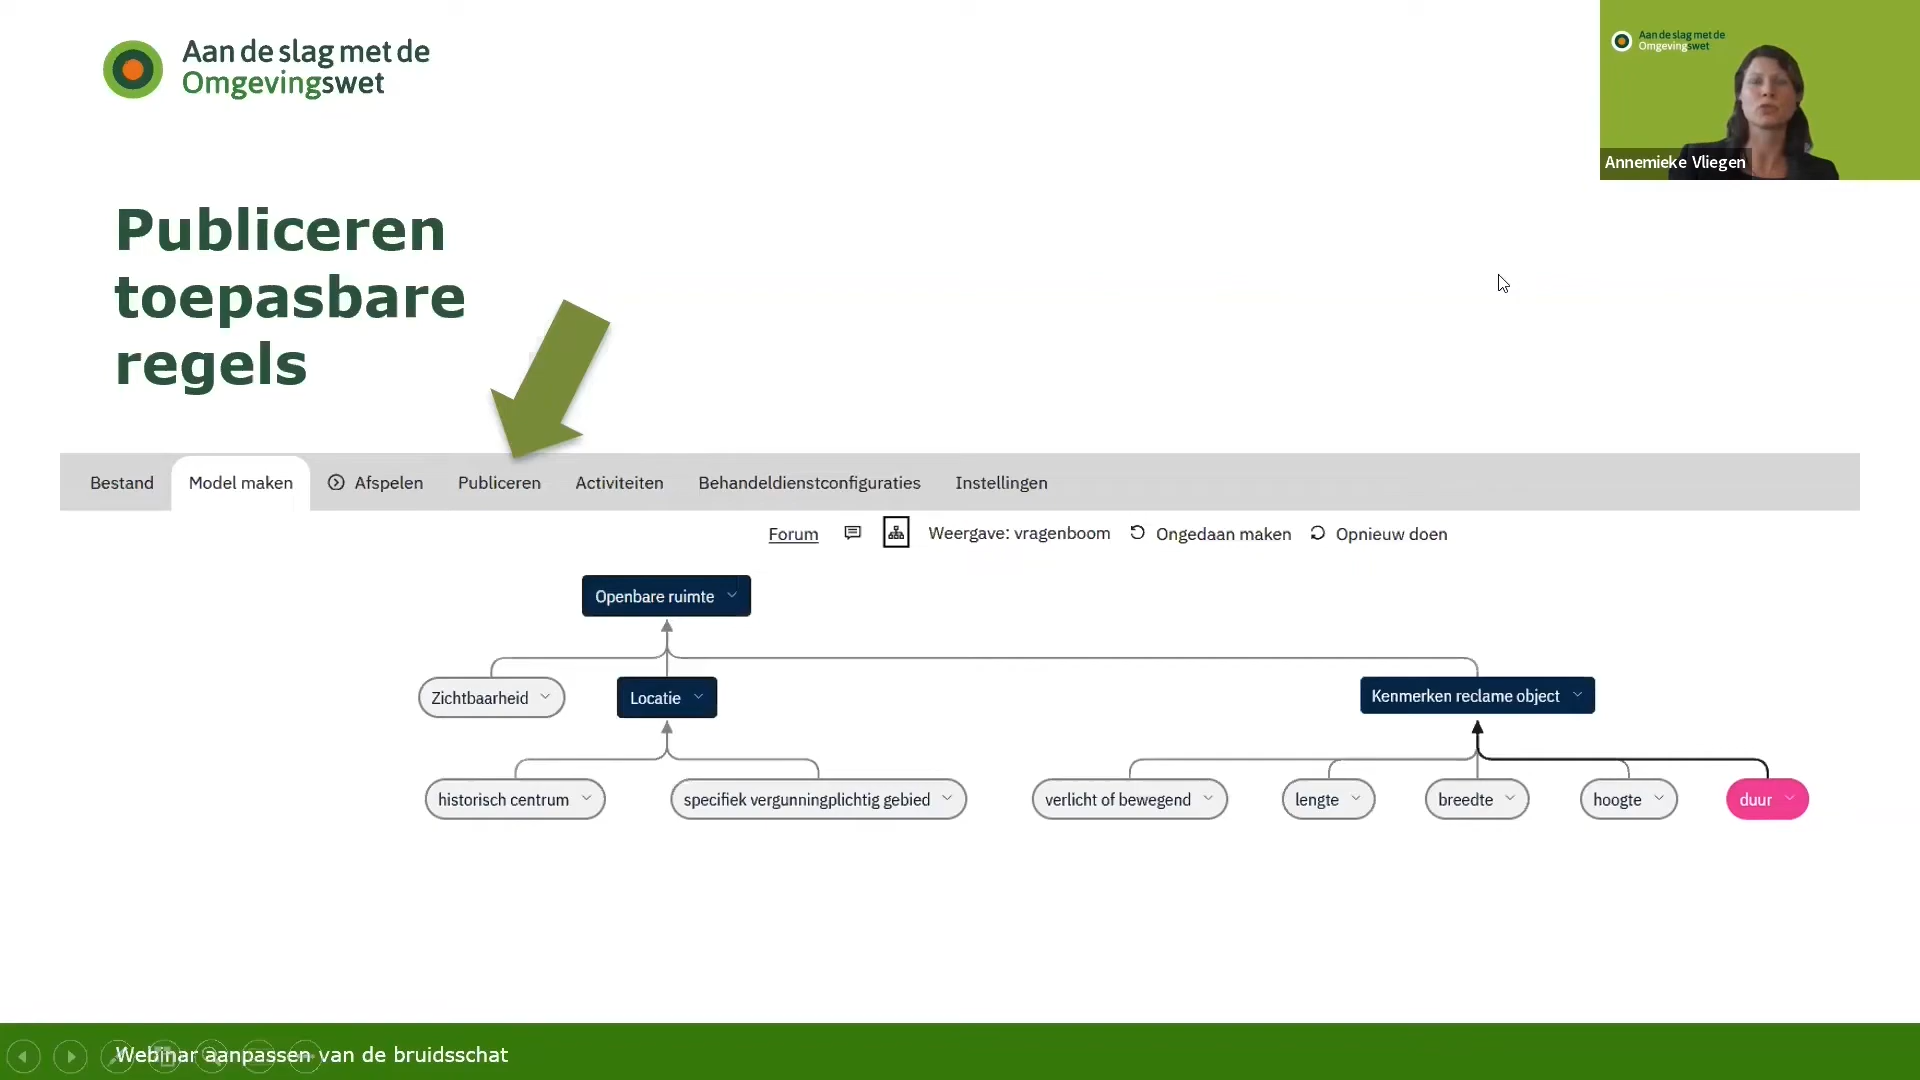 Aan de slag met de
Omgevingswet
Aan de slag met de
Omgevingswet
Annemieke Vliegen
Publiceren
toepasbare
regels
Bestand Model maken Afspelen Publiceren Activiteiten Behandeldienstconfiguraties Instellingen
Forum Weergave: vragenboom Ongedaan maken Opnieuw doen
Openbare ruimte
Zichtbaarheid Locatie Kenmerken reclame object
historisch centrum specifiek vergunningplichtig gebied verlicht of bewegend lengte breedte hoogte duur
Webinar aanpassen van de bruidsschat